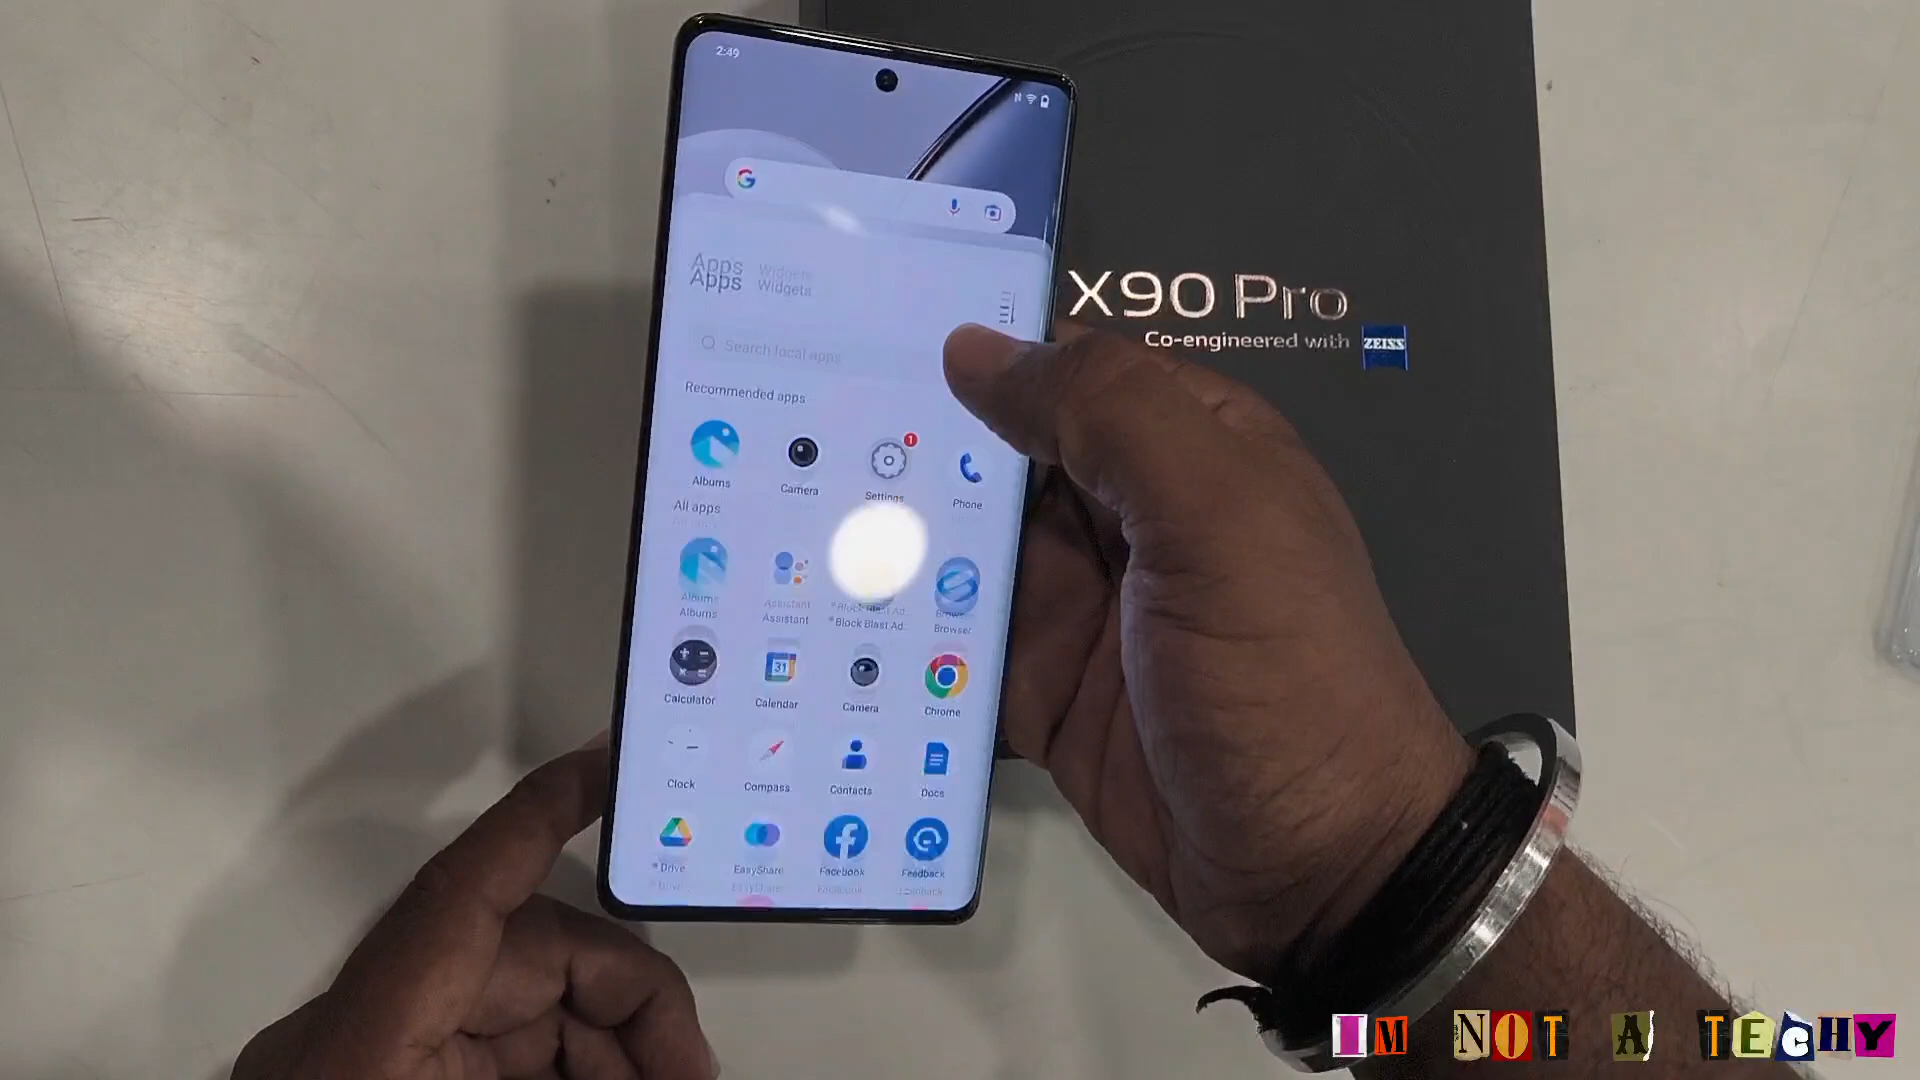 2:49
X90 Pro
Co-engineered with ZEISS
Apps Widgets
Search local apps
Recommended apps
Albums Camera Settings Phone
1
All apps
Albums Assistant Block Blast Ad.. Browser
31
Calculator Calendar Camera Chrome
Clock Compass Contacts Docs
Drive EasyShare Facebook Feedback
IM NOT A TECHY